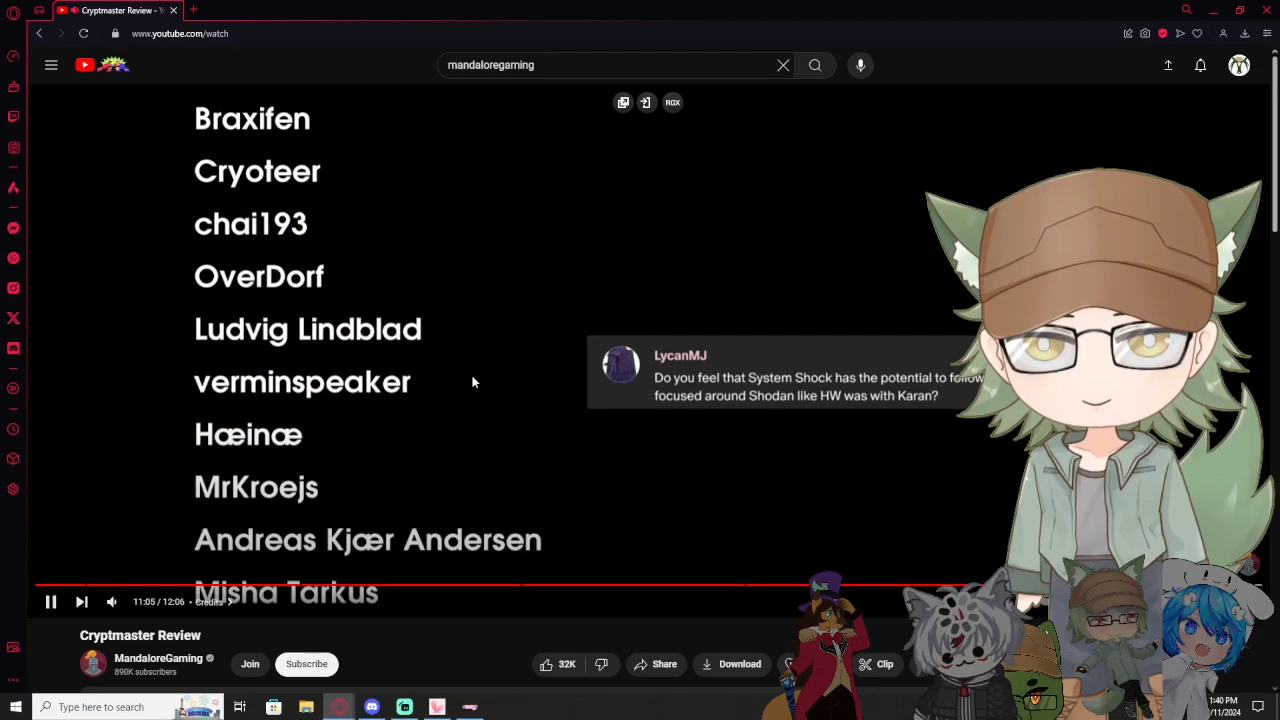 Cryptmaster Review - Y
www.youtube.com/watch
mandaloregaming
RGX
Braxifen
Cryoteer
chai193
OverDorf
Ludvig Lindblad
verminspeaker
Hæinæ
MrKroejs
Andreas Kjær Andersen
Misha Tarkus
LycanMJ
Do you feel that System Shock has the potential to follow
focused around Shodan like HW was with Karan?
11:05 / 12:06 • Credits >
Cryptmaster Review
MandaloreGaming
890K subscribers
Join
Subscribe
32K
Share
Download
Clip
Type here to search
1:40 PM
/11/2024